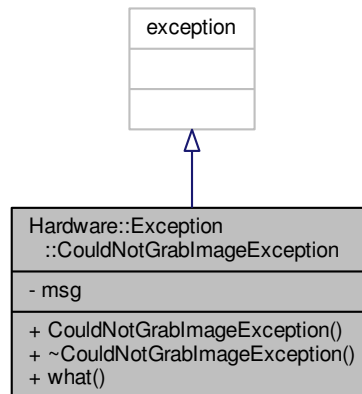 exception
Hardware::Exception
::CouldNotGrabImageException
- msg
+ CouldNotGrabImageException()
+ ~CouldNotGrabImageException()
+ what()